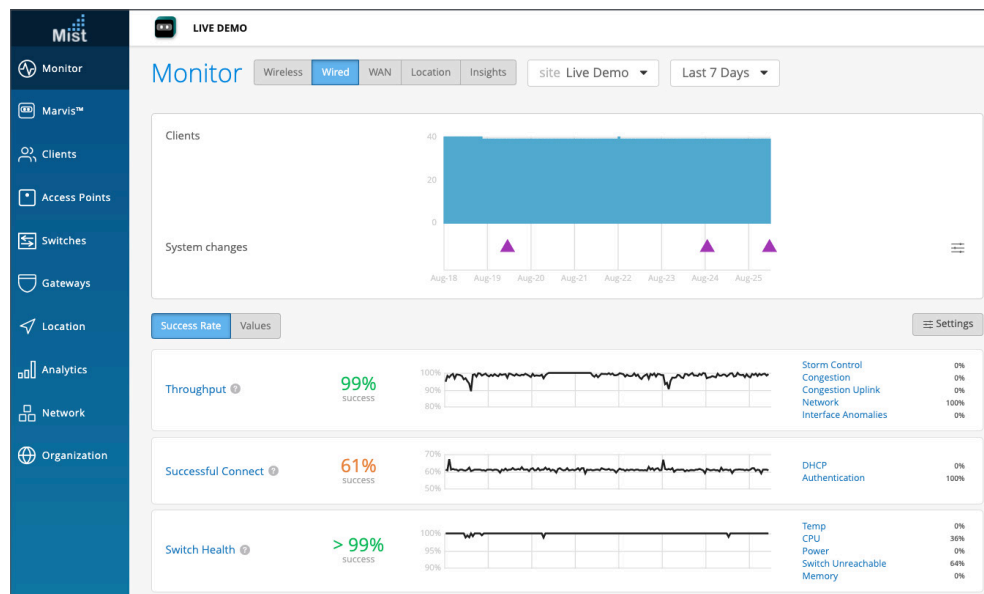 Mist
LIVE DEMO
Monitor
Marvis™
Clients
Access Points
Switches
Gateways
Location
Analytics
Network
Organization
Monitor
Wireless Wired WAN Location Insights
site Live Demo
Last 7 Days
Clients
40
20
0
System changes
Aug-18 Aug-19 Aug-20 Aug-21 Aug-22 Aug-23 Aug-24 Aug-25
Success Rate Values
Settings
Throughput ?
99%
success
100%
90%
80%
Storm Control 0%
Congestion 0%
Congestion Uplink 0%
Network 100%
Interface Anomalies 0%
Successful Connect ?
61%
success
70%
60%
50%
DHCP 0%
Authentication 100%
Switch Health ?
> 99%
success
100%
95%
90%
Temp 0%
CPU 36%
Power 0%
Switch Unreachable 64%
Memory 0%